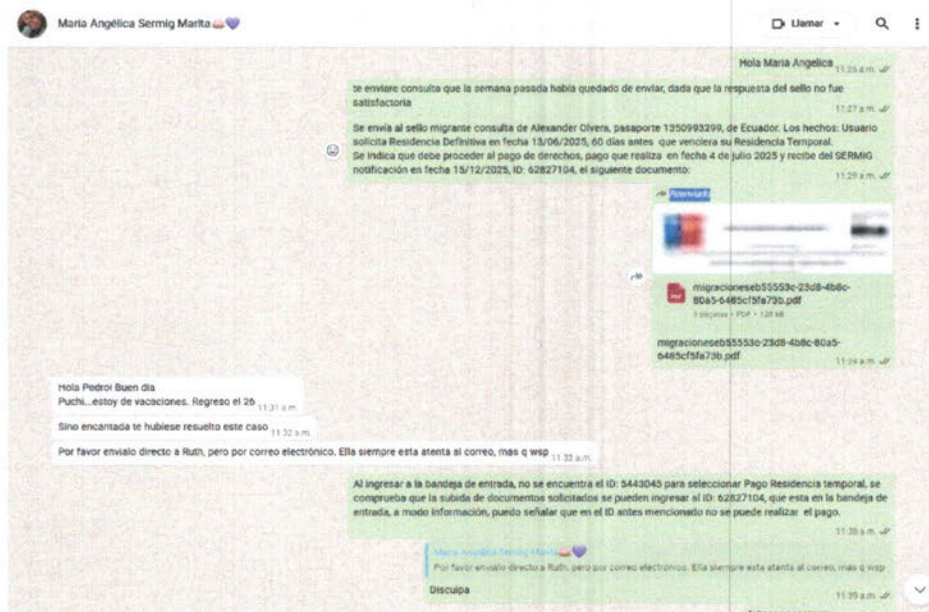 María Angélica Sermig Marita
Llamar
Hola María Angelica
11:25 a.m.
te enviare consulta que la semana pasada había quedado de enviar, dada que la respuesta del sello no fue
satisfactoria
11:27 a.m.
Se envía al sello migrante consulta de Alexander Olvera, pasaporte 1350993299, de Ecuador. Los hechos: Usuario
solicita Residencia Definitiva en fecha 13/06/2025, 60 días antes que venciera su Residencia Temporal.
Se indica que debe proceder al pago de derechos, pago que realiza en fecha 4 de julio 2025 y recibe del SERMIG
notificación en fecha 15/12/2025, ID: 62827104, el siguiente documento:
11:29 a.m.
Reenviado
migracioneseb55553c-23d8-4b8c-
80a5-6485cf5fa73b.pdf
3 páginas • PDF • 128 kB
migracioneseb55553c-23d8-4b8c-80a5-
6485cf5fa73b.pdf
11:29 a.m.
Hola Pedro! Buen día
Puchi...estoy de vacaciones. Regreso el 26
11:31 a.m.
Sino encantada te hubiese resuelto este caso
11:32 a.m.
Por favor envialo directo a Ruth, pero por correo electrónico. Ella siempre esta atenta al correo, mas q wsp
11:32 a.m.
Al ingresar a la bandeja de entrada, no se encuentra el ID: 5443045 para seleccionar Pago Residencia temporal, se
comprueba que la subida de documentos solicitados se pueden ingresar al ID: 62827104, que esta en la bandeja de
entrada, a modo información, puedo señalar que en el ID antes mencionado no se puede realizar el pago.
11:38 a.m.
María Angélica Sermig Marita
Por favor envialo directo a Ruth, pero por correo electrónico. Ella siempre esta atenta al correo, mas q wsp
Disculpa
11:39 a.m.